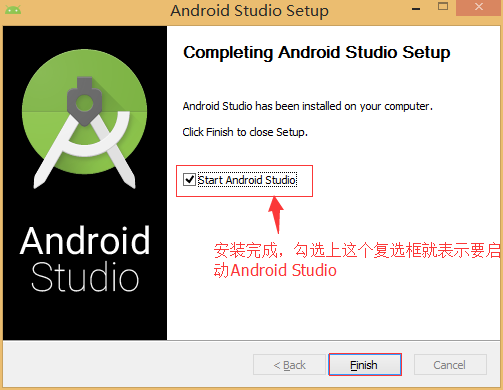 Android Studio Setup
Completing Android Studio Setup
Android Studio has been installed on your computer.
Click Finish to close Setup.
Start Android Studio
安装完成，勾选上这个复选框就表示要启
动Android Studio
Android
Studio
< Back
Finish
Cancel